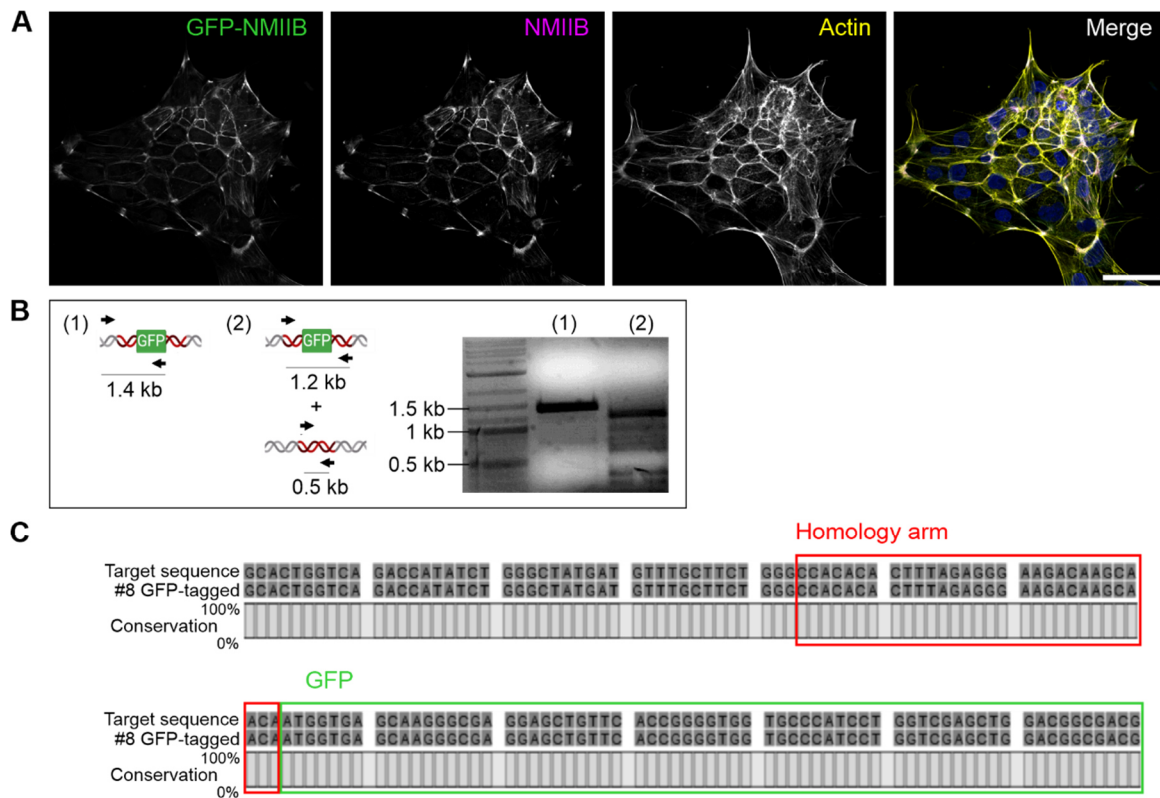 A
GFP-NMIIB
NMIIB
Actin
Merge
B
(1)
GFP
1.4 kb
(2)
GFP
1.2 kb
+
0.5 kb
(1)
(2)
1.5 kb
1 kb
0.5 kb
C
Homology arm
Target sequence GCACTGGTCA GACCATATCT GGGCTATGAT GTTTGCTTCT GGGCCACACA CTTTAGAGGG AAGACAAGCA
#8 GFP-tagged GCACTGGTCA GACCATATCT GGGCTATGAT GTTTGCTTCT GGGCCACACA CTTTAGAGGG AAGACAAGCA
100%
Conservation
0%
GFP
Target sequence ACAATGGTGA GCAAGGGCGA GGAGCTGTTC ACCGGGGTGG TGCCCATCCT GGTCGAGCTG GACGGCGACG
#8 GFP-tagged ACAATGGTGA GCAAGGGCGA GGAGCTGTTC ACCGGGGTGG TGCCCATCCT GGTCGAGCTG GACGGCGACG
100%
Conservation
0%